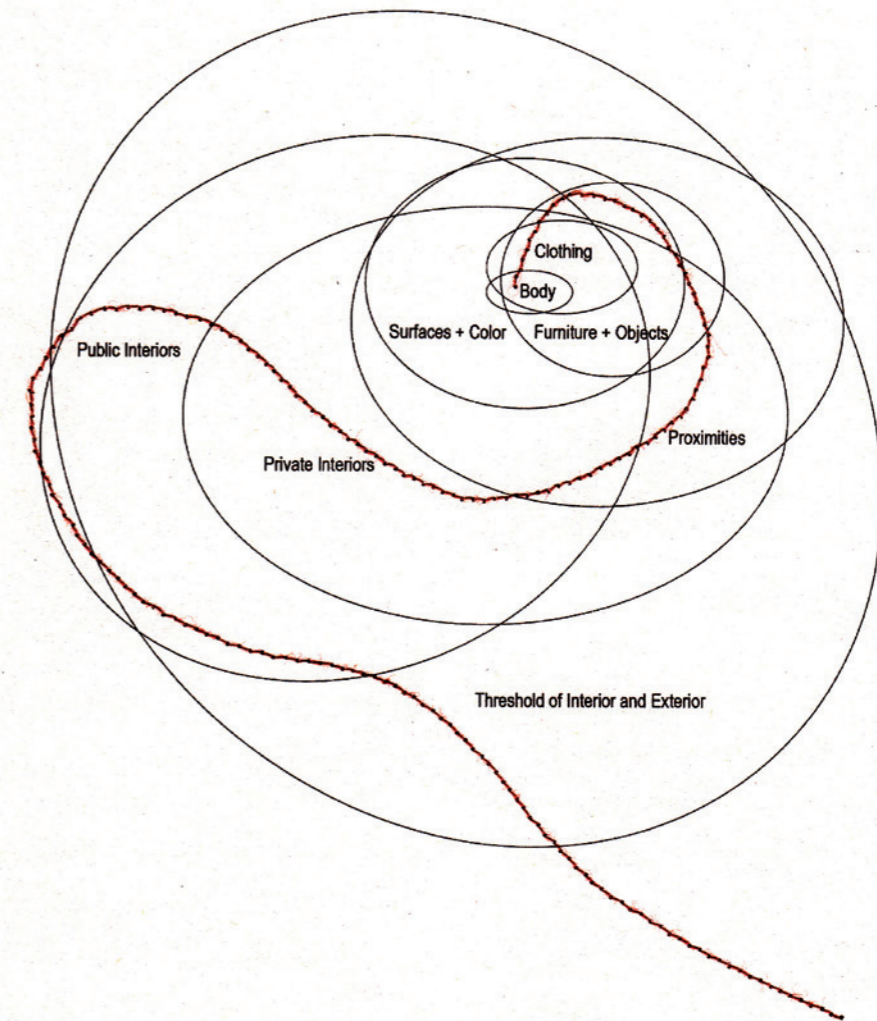 Clothing
Body
Surfaces + Color
Furniture + Objects
Public Interiors
Proximities
Private Interiors
Threshold of Interior and Exterior